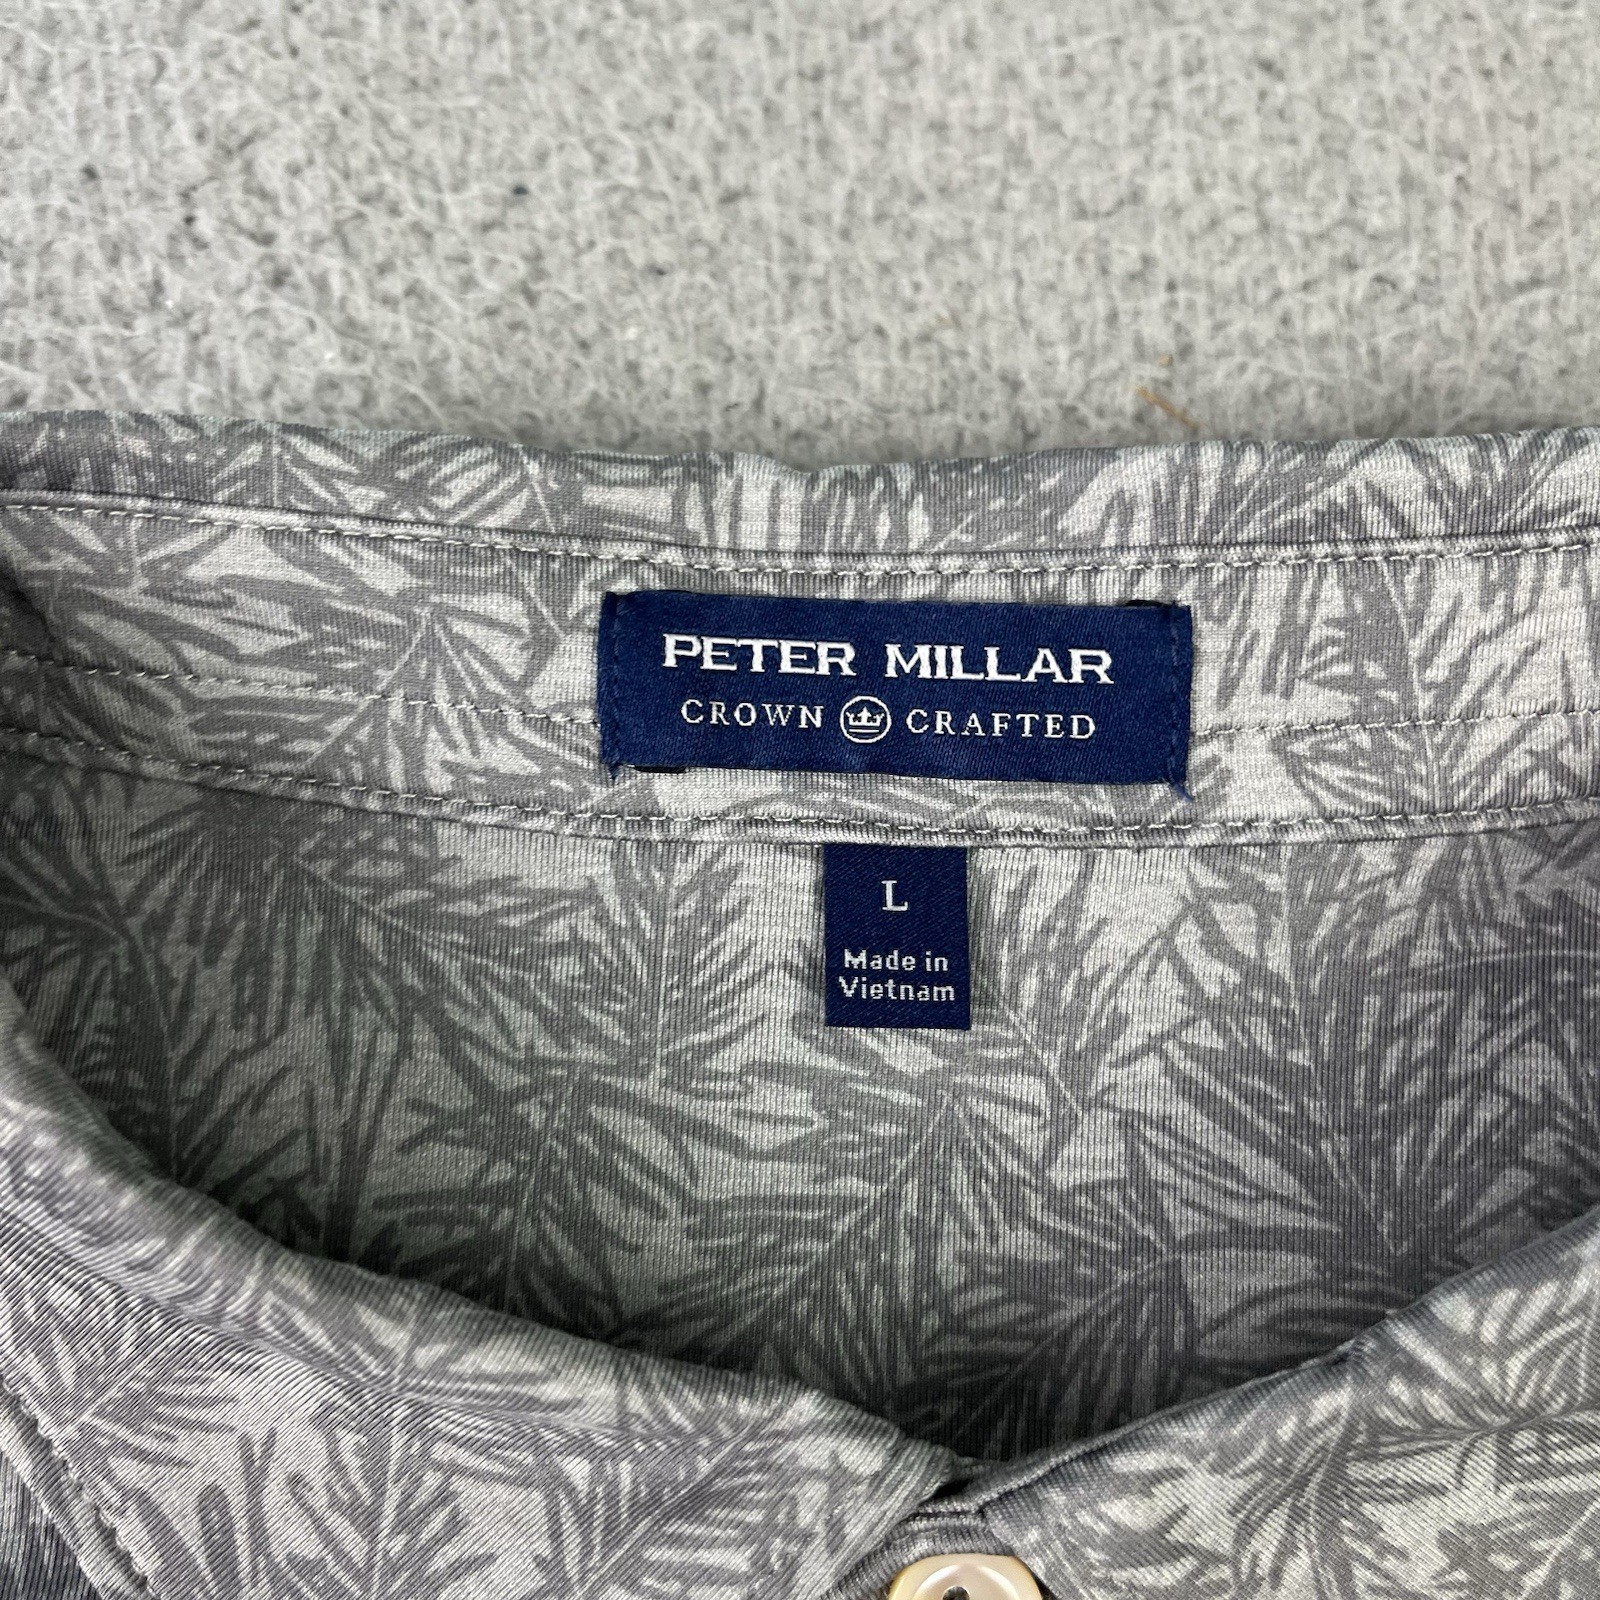 PETER MILLAR
CROWN CRAFTED
L
Made in
Vietnam